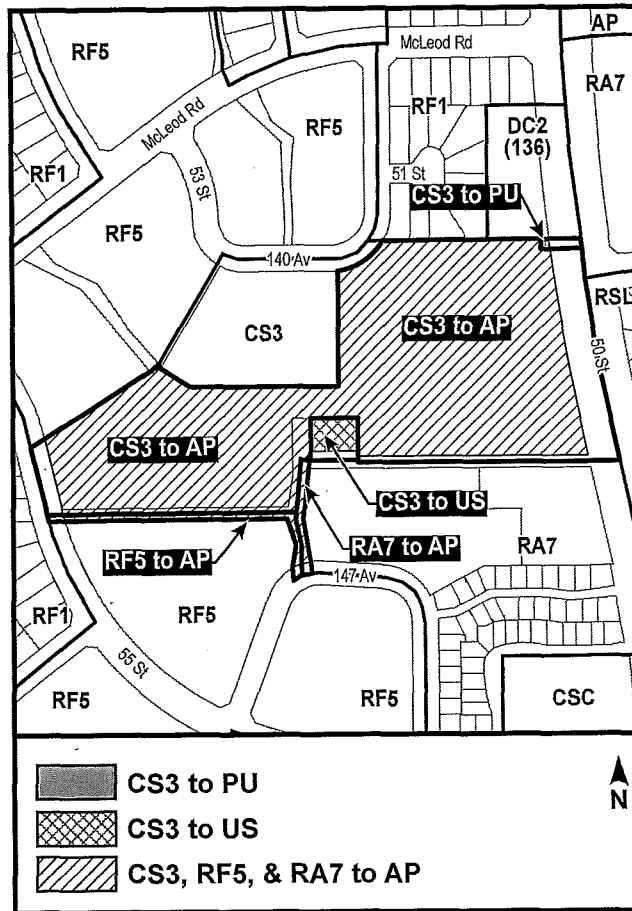 RF5
AP
McLeod Rd
RA7
McLeod Rd
RF5
RF1
DC2
(136)
RF1
53 St
51 St
CS3 to PU
RF5
140 Av
RSL
CS3
CS3 to AP
50 St
CS3 to AP
CS3 to US
RF5 to AP
RA7 to AP
RA7
147 Av
RF1
RF5
55 St
RF5
RF5
CSC
CS3 to PU
CS3 to US
CS3, RF5, & RA7 to AP
N